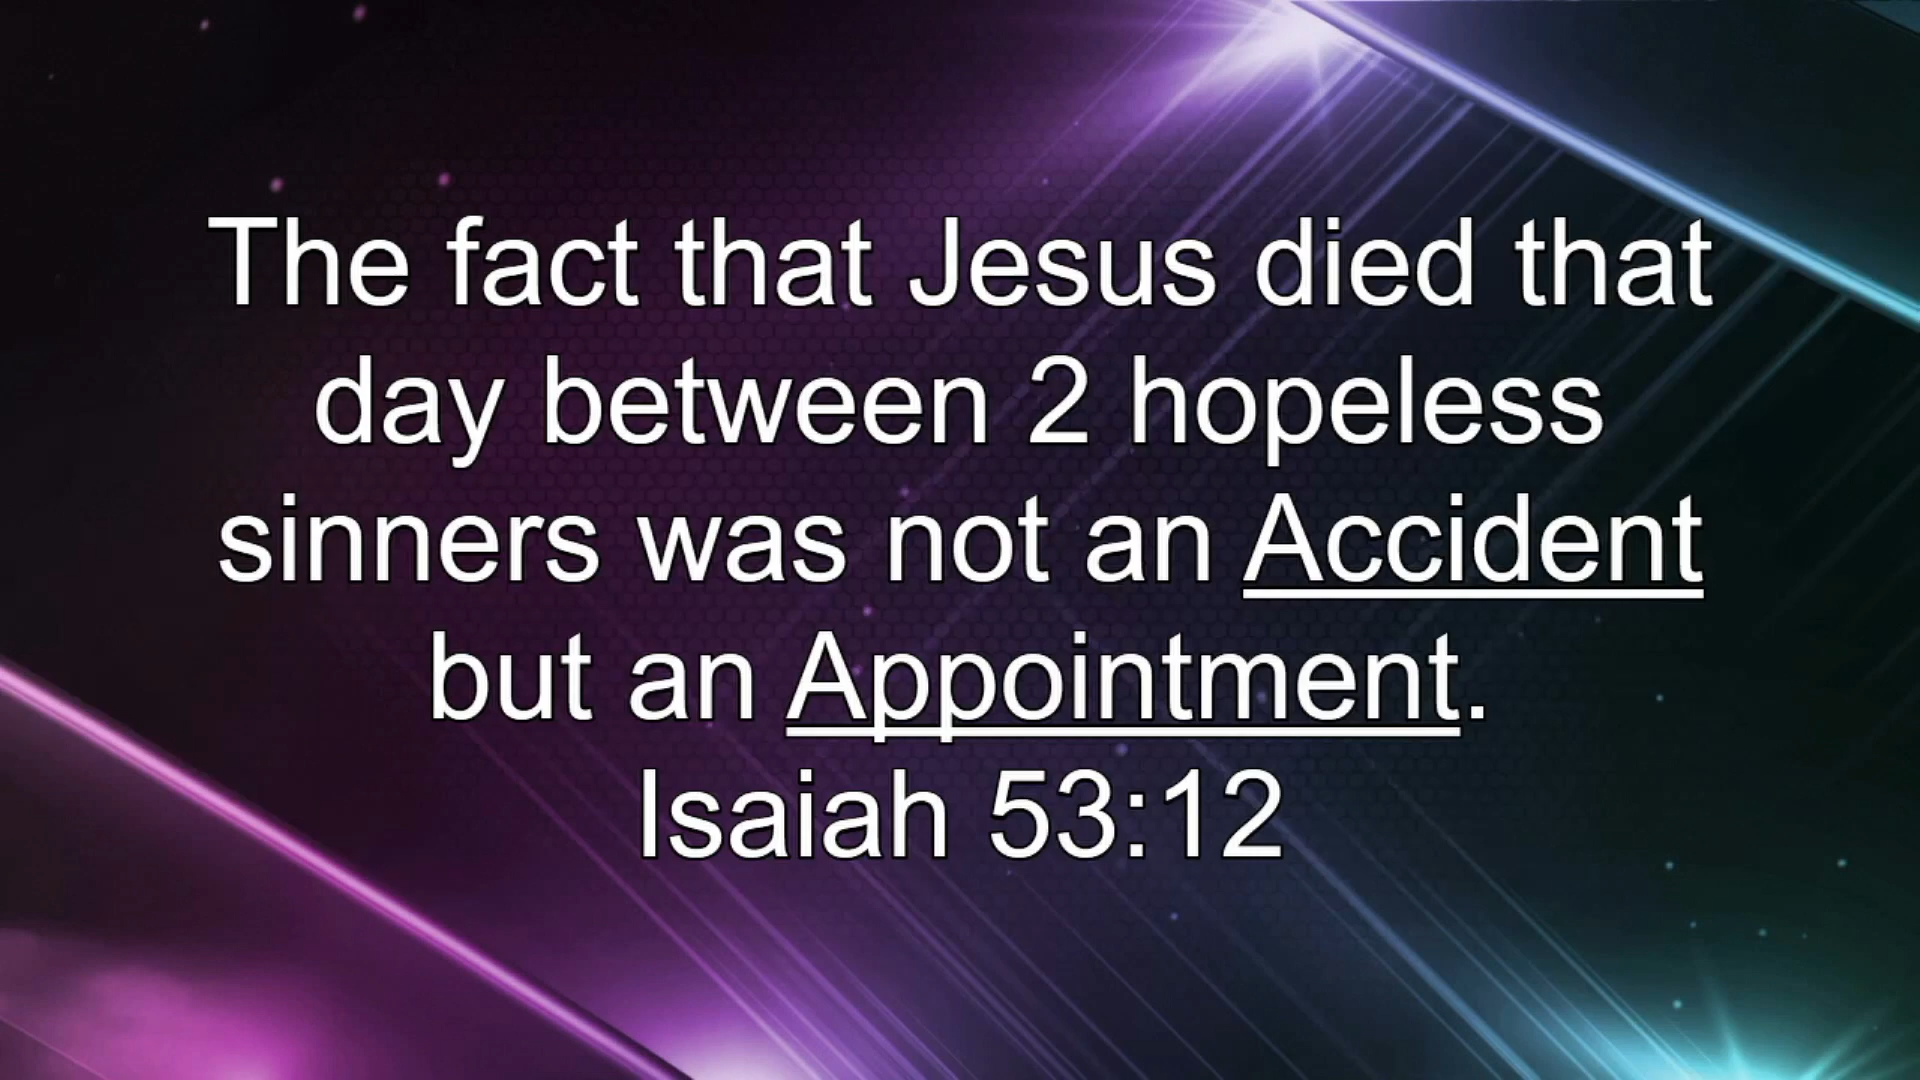 The fact that Jesus died that
day between 2 hopeless
sinners was not an Accident
but an Appointment.
Isaiah 53:12